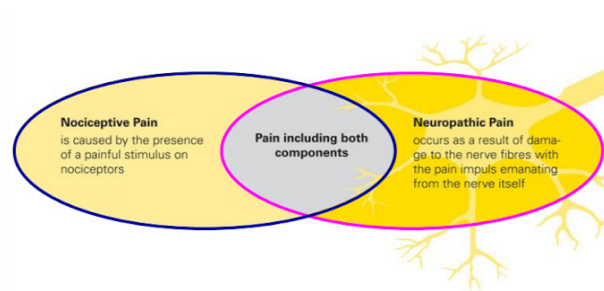 Nociceptive Pain
is caused by the presence
of a painful stimulus on
nociceptors
Pain including both
components
Neuropathic Pain
occurs as a result of dama-
ge to the nerve fibres with
the pain impuls emanating
from the nerve itself